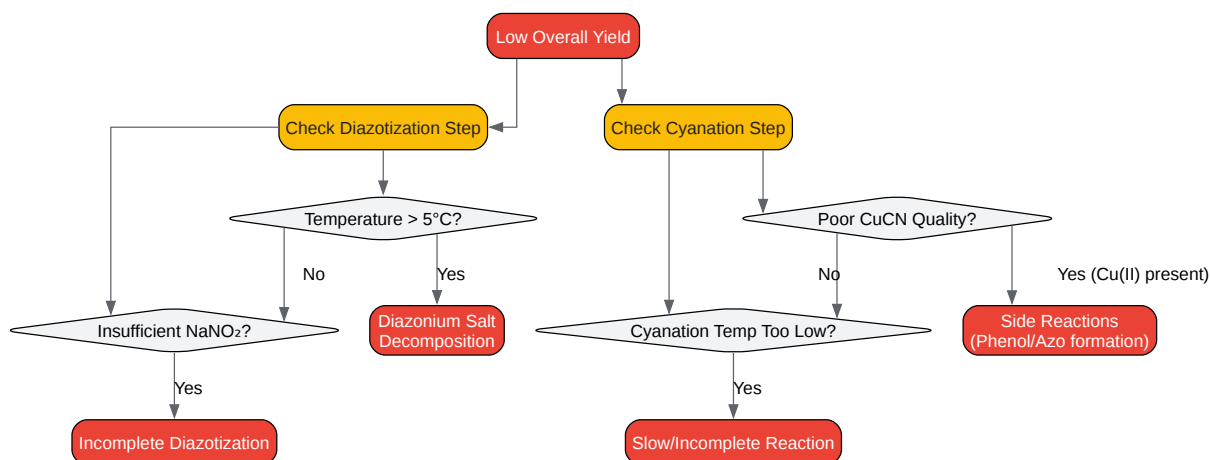 Low Overall Yield
Check Diazotization Step
Check Cyanation Step
Temperature > 5°C?
Poor CuCN Quality?
No
Yes
No
Yes (Cu(II) present)
Insufficient NaNO₂?
Diazonium Salt
Decomposition
Cyanation Temp Too Low?
Side Reactions
(Phenol/Azo formation)
Yes
Yes
Incomplete Diazotization
Slow/Incomplete Reaction